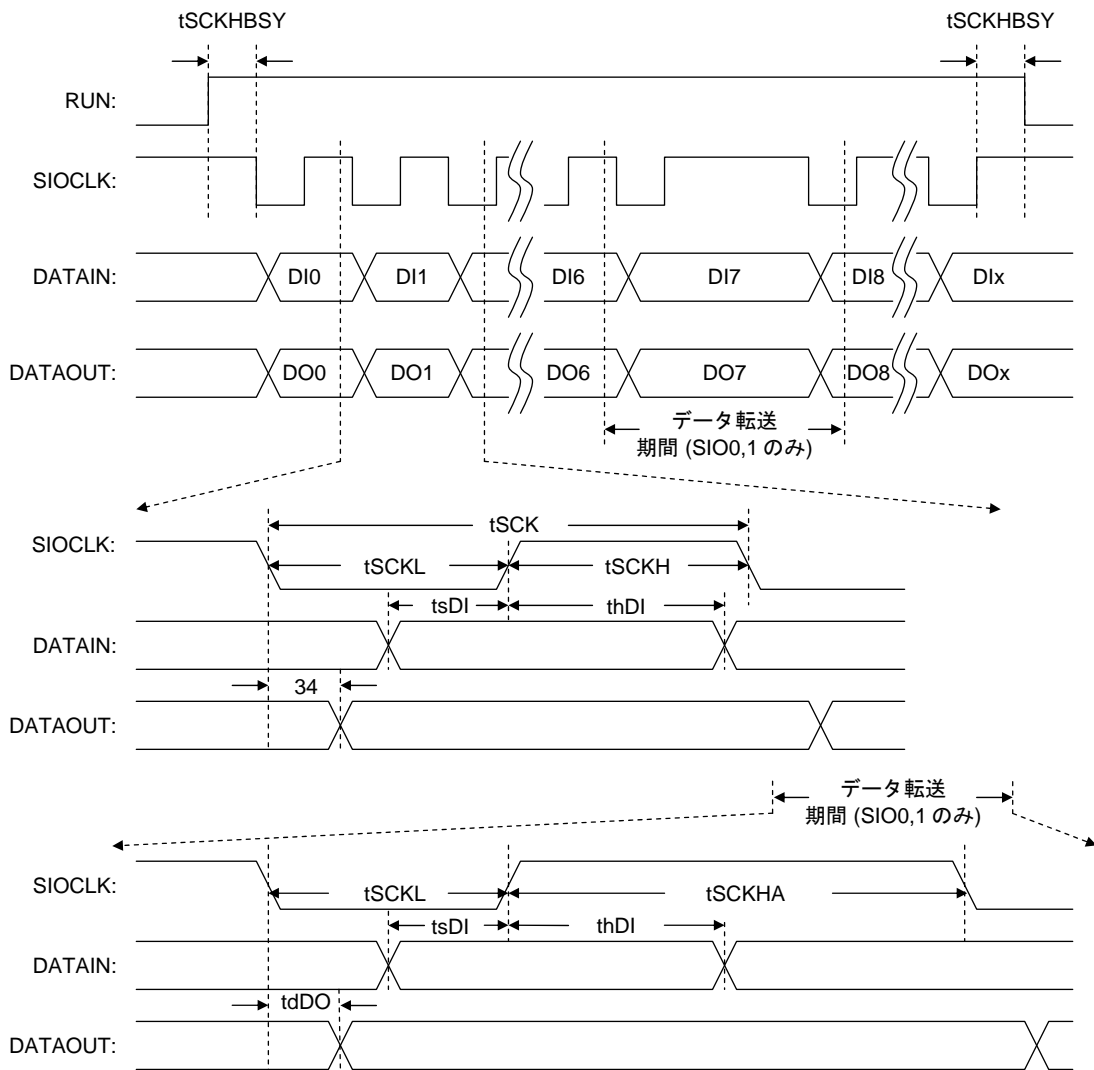 tSCKHBSY tSCKHBSY
RUN:
SIOCLK:
DATAIN: DI0 DI1 DI6 DI7 DI8 DIx
DATAOUT: DO0 DO1 DO6 DO7 DO8 DOx
データ転送
期間 (SIO0,1 のみ)
tSCK
SIOCLK:
tSCKL tSCKH
tsDI thDI
DATAIN:
34
DATAOUT:
データ転送
期間 (SIO0,1 のみ)
SIOCLK:
tSCKL tSCKHA
tsDI thDI
DATAIN:
tdDO
DATAOUT: